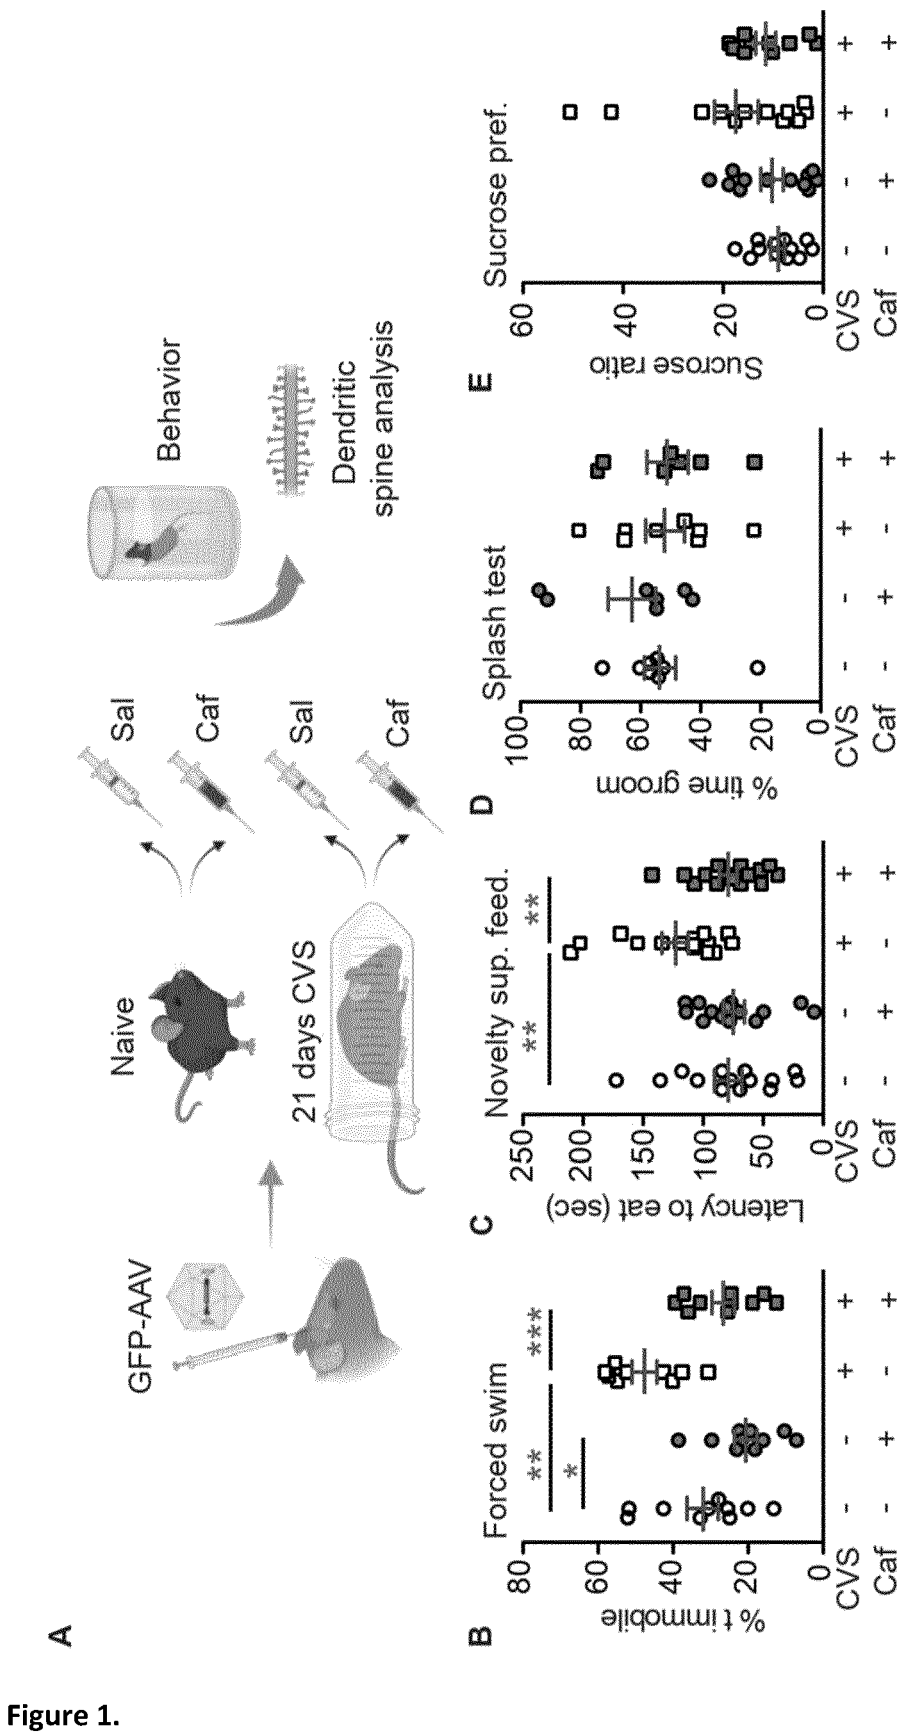 Figure 1.
A
GFP-AAV
Naive
21 days CVS
Sal
Caf
Sal
Caf
Behavior
Dendritic
spine analysis
B
Forced swim
% t immobile
80
60
40
20
0
**
***
*
CVS - - + +
Caf - + - +
C
Novelty sup. feed.
Latency to eat (sec)
250
200
150
100
50
0
**
**
CVS - - + +
Caf - + - +
D
Splash test
% time groom
100
80
60
40
20
0
CVS - - + +
Caf - + - +
E
Sucrose pref.
Sucrose ratio
60
40
20
0
CVS - - + +
Caf - + - +